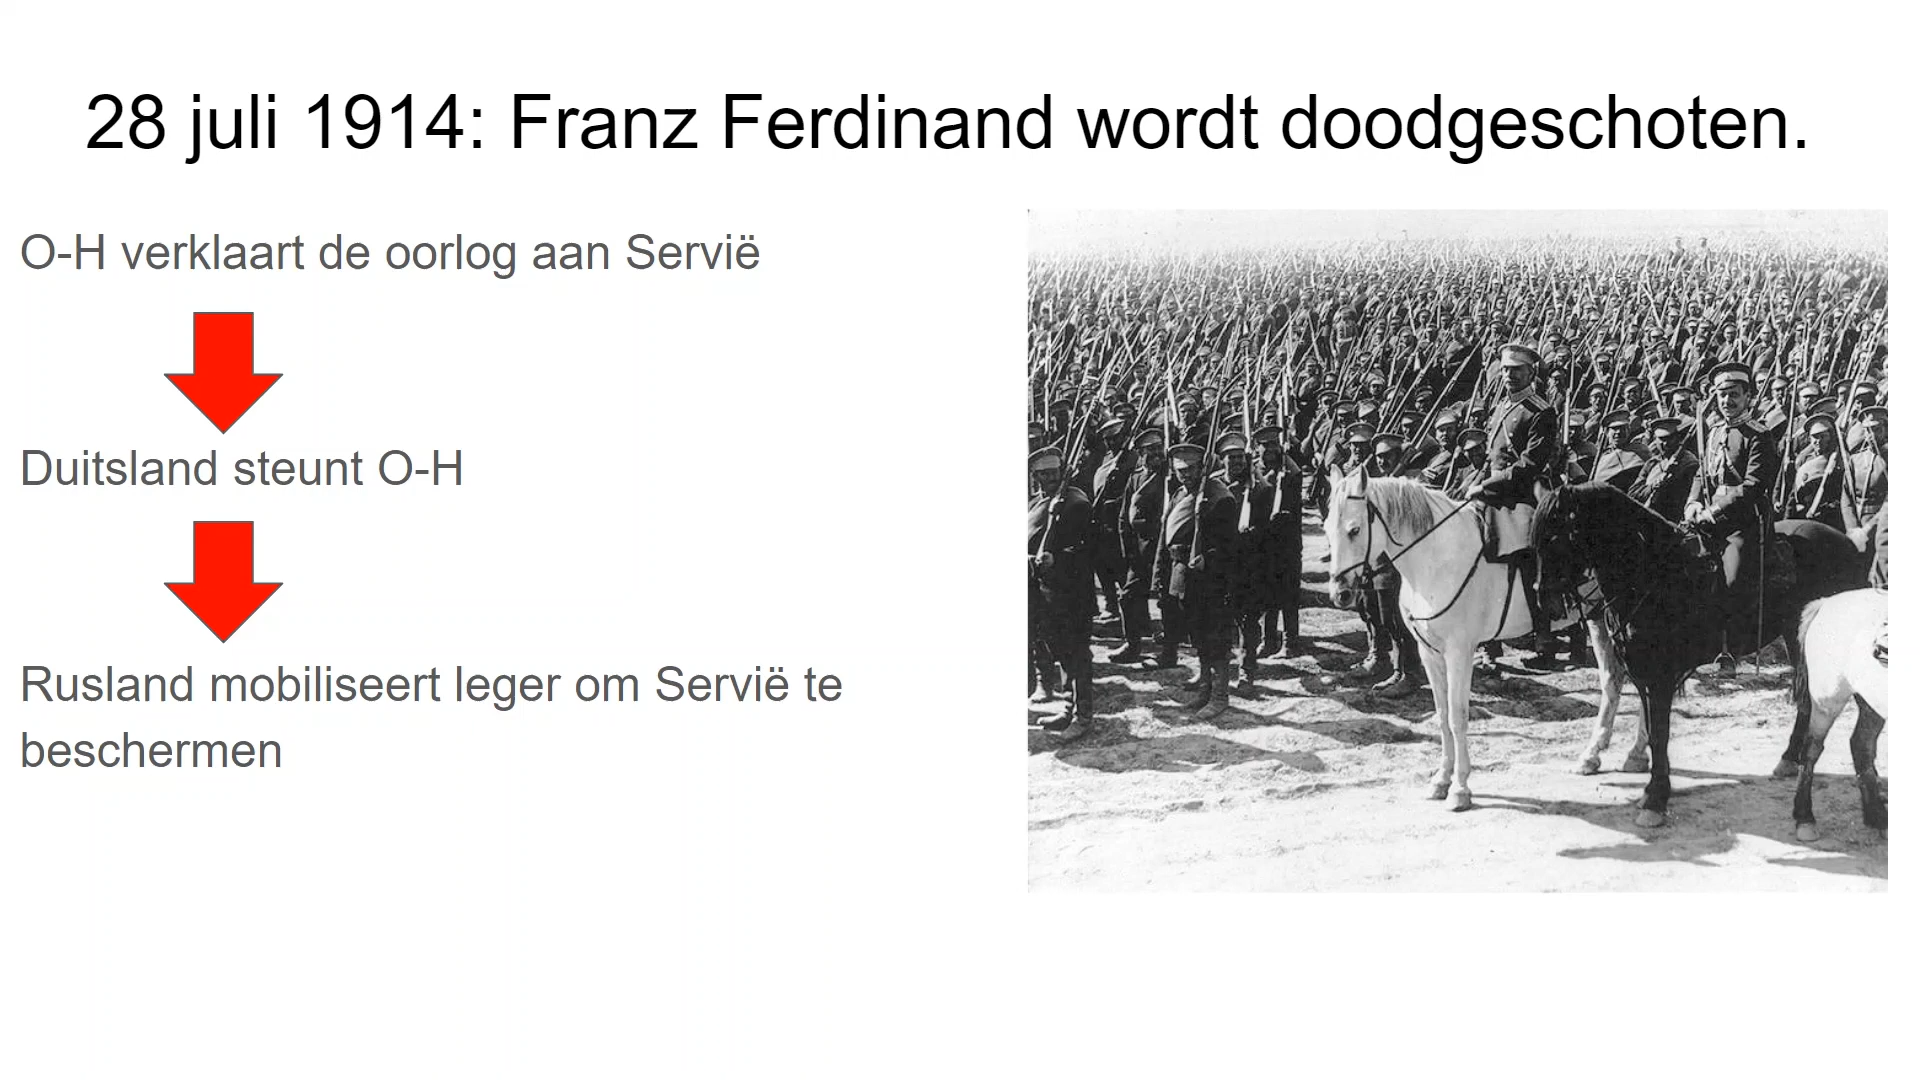 28 juli 1914: Franz Ferdinand wordt doodgeschoten.
O-H verklaart de oorlog aan Servië
Duitsland steunt O-H
Rusland mobiliseert leger om Servië te
beschermen